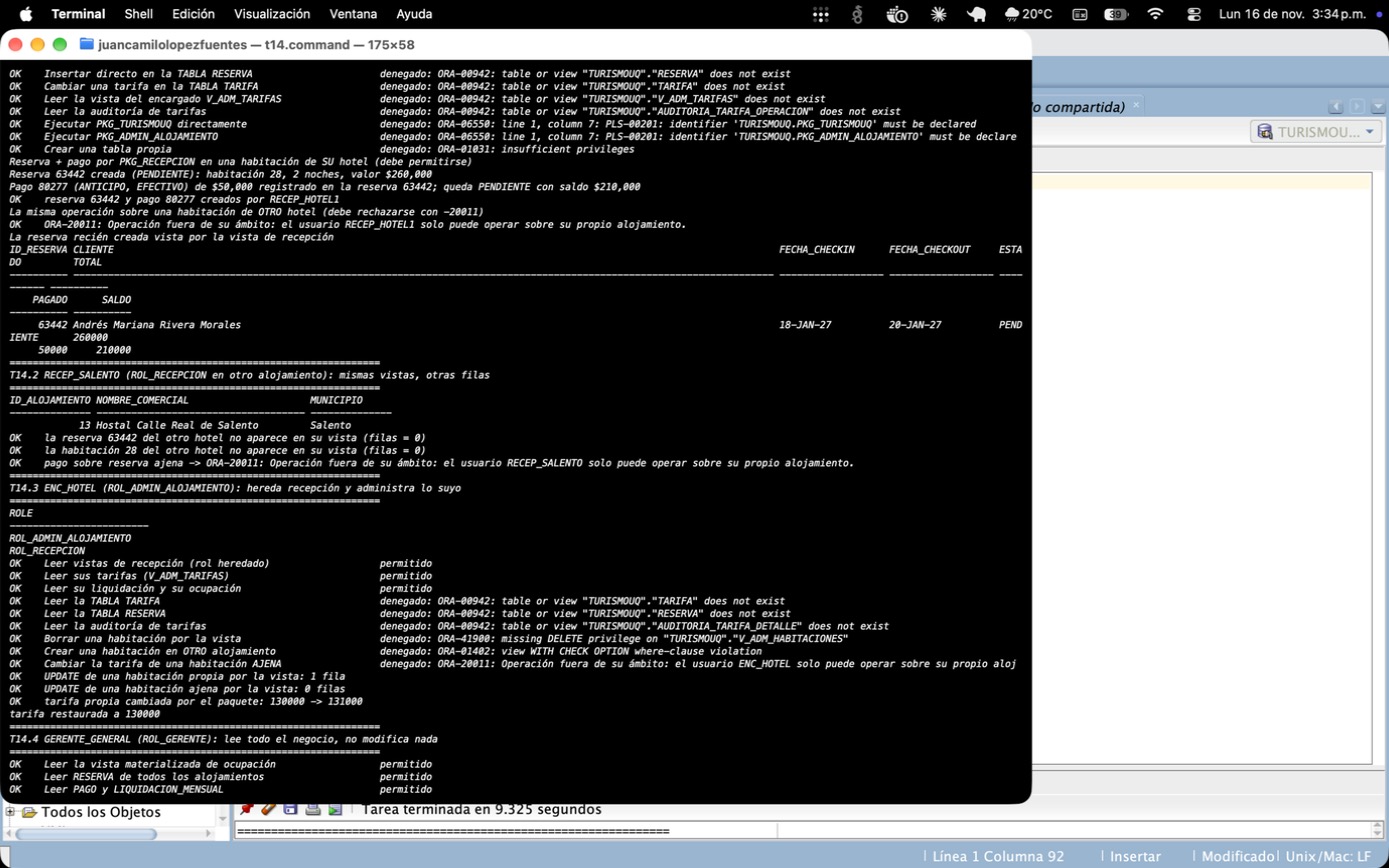 Terminal Shell Edición Visualización Ventana Ayuda 20°C 39 Lun 16 de nov. 3:34 p.m.
juancamilolopezfuentes — t14.command — 175×58
OK Insertar directo en la TABLA RESERVA denegado: ORA-00942: table or view "TURISMOUQ"."RESERVA" does not exist
OK Cambiar una tarifa en la TABLA TARIFA denegado: ORA-00942: table or view "TURISMOUQ"."TARIFA" does not exist
OK Leer la vista del encargado V_ADM_TARIFAS denegado: ORA-00942: table or view "TURISMOUQ"."V_ADM_TARIFAS" does not exist
OK Leer la auditoría de tarifas denegado: ORA-00942: table or view "TURISMOUQ"."AUDITORIA_TARIFA_OPERACION" does not exist
OK Ejecutar PKG_TURISMOUQ directamente denegado: ORA-06550: line 1, column 7: PLS-00201: identifier 'TURISMOUQ.PKG_TURISMOUQ' must be declared
OK Ejecutar PKG_ADMIN_ALOJAMIENTO denegado: ORA-06550: line 1, column 7: PLS-00201: identifier 'TURISMOUQ.PKG_ADMIN_ALOJAMIENTO' must be declare
OK Crear una tabla propia denegado: ORA-01031: insufficient privileges
Reserva + pago por PKG_RECEPCION en una habitación de SU hotel (debe permitirse)
Reserva 63442 creada (PENDIENTE): habitación 28, 2 noches, valor $260,000
Pago 80277 (ANTICIPO, EFECTIVO) de $50,000 registrado en la reserva 63442; queda PENDIENTE con saldo $210,000
OK reserva 63442 y pago 80277 creados por RECEP_HOTEL1
La misma operación sobre una habitación de OTRO hotel (debe rechazarse con -20011)
OK ORA-20011: Operación fuera de su ámbito: el usuario RECEP_HOTEL1 solo puede operar sobre su propio alojamiento.
La reserva recién creada vista por la vista de recepción
ID_RESERVA CLIENTE FECHA_CHECKIN FECHA_CHECKOUT ESTA
DO TOTAL
PAGADO SALDO
63442 Andrés Mariana Rivera Morales 18-JAN-27 20-JAN-27 PEND
IENTE 260000
50000 210000
T14.2 RECEP_SALENTO (ROL_RECEPCION en otro alojamiento): mismas vistas, otras filas
ID_ALOJAMIENTO NOMBRE_COMERCIAL MUNICIPIO
13 Hostal Calle Real de Salento Salento
OK la reserva 63442 del otro hotel no aparece en su vista (filas = 0)
OK la habitación 28 del otro hotel no aparece en su vista (filas = 0)
OK pago sobre reserva ajena -> ORA-20011: Operación fuera de su ámbito: el usuario RECEP_SALENTO solo puede operar sobre su propio alojamiento.
T14.3 ENC_HOTEL (ROL_ADMIN_ALOJAMIENTO): hereda recepción y administra lo suyo
ROLE
ROL_ADMIN_ALOJAMIENTO
ROL_RECEPCION
OK Leer vistas de recepción (rol heredado) permitido
OK Leer sus tarifas (V_ADM_TARIFAS) permitido
OK Leer su liquidación y su ocupación permitido
OK Leer la TABLA TARIFA denegado: ORA-00942: table or view "TURISMOUQ"."TARIFA" does not exist
OK Leer la TABLA RESERVA denegado: ORA-00942: table or view "TURISMOUQ"."RESERVA" does not exist
OK Leer la auditoría de tarifas denegado: ORA-00942: table or view "TURISMOUQ"."AUDITORIA_TARIFA_DETALLE" does not exist
OK Borrar una habitación por la vista denegado: ORA-41900: missing DELETE privilege on "TURISMOUQ"."V_ADM_HABITACIONES"
OK Crear una habitación en OTRO alojamiento denegado: ORA-01402: view WITH CHECK OPTION where-clause violation
OK Cambiar la tarifa de una habitación AJENA denegado: ORA-20011: Operación fuera de su ámbito: el usuario ENC_HOTEL solo puede operar sobre su propio aloj
OK UPDATE de una habitación propia por la vista: 1 fila
OK UPDATE de una habitación ajena por la vista: 0 filas
OK tarifa propia cambiada por el paquete: 130000 -> 131000
tarifa restaurada a 130000
T14.4 GERENTE_GENERAL (ROL_GERENTE): lee todo el negocio, no modifica nada
OK Leer la vista materializada de ocupación permitido
OK Leer RESERVA de todos los alojamientos permitido
OK Leer PAGO y LIQUIDACION_MENSUAL permitido
o compartida)
TURISMOU...
Todos los Objetos
Tarea terminada en 9.325 segundos
Línea 1 Columna 92 Insertar Modificado Unix/Mac: LF